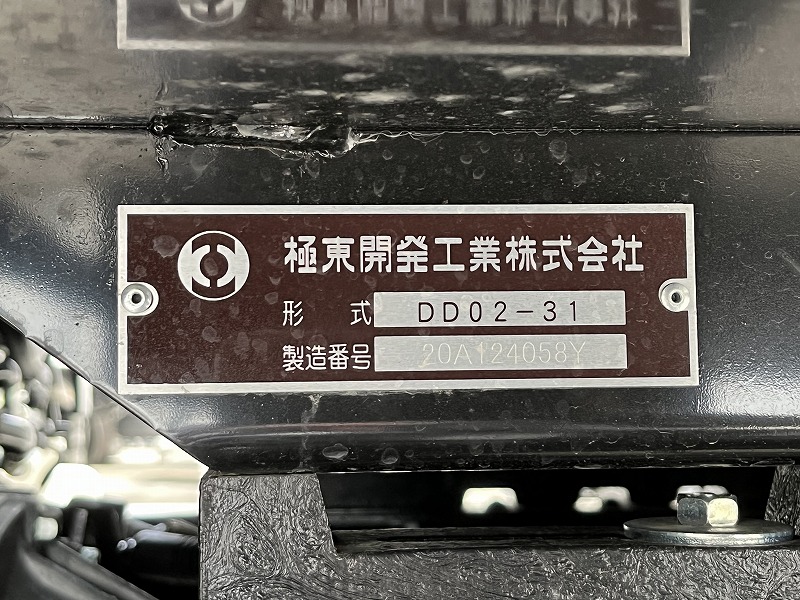 極東開発工業株式会社
形式 DD02-31
製造番号 20A124058Y